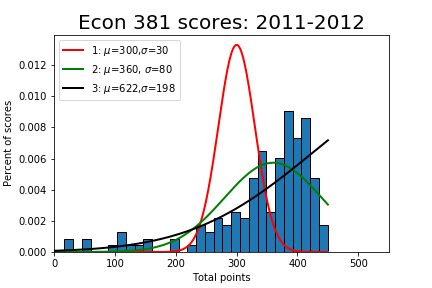 Econ 381 scores: 2011-2012
1: μ=300,σ=30
2: μ=360, σ=80
3: μ=622,σ=198
Percent of scores
0.012
0.010
0.008
0.006
0.004
0.002
0.000
0 100 200 300 400 500
Total points